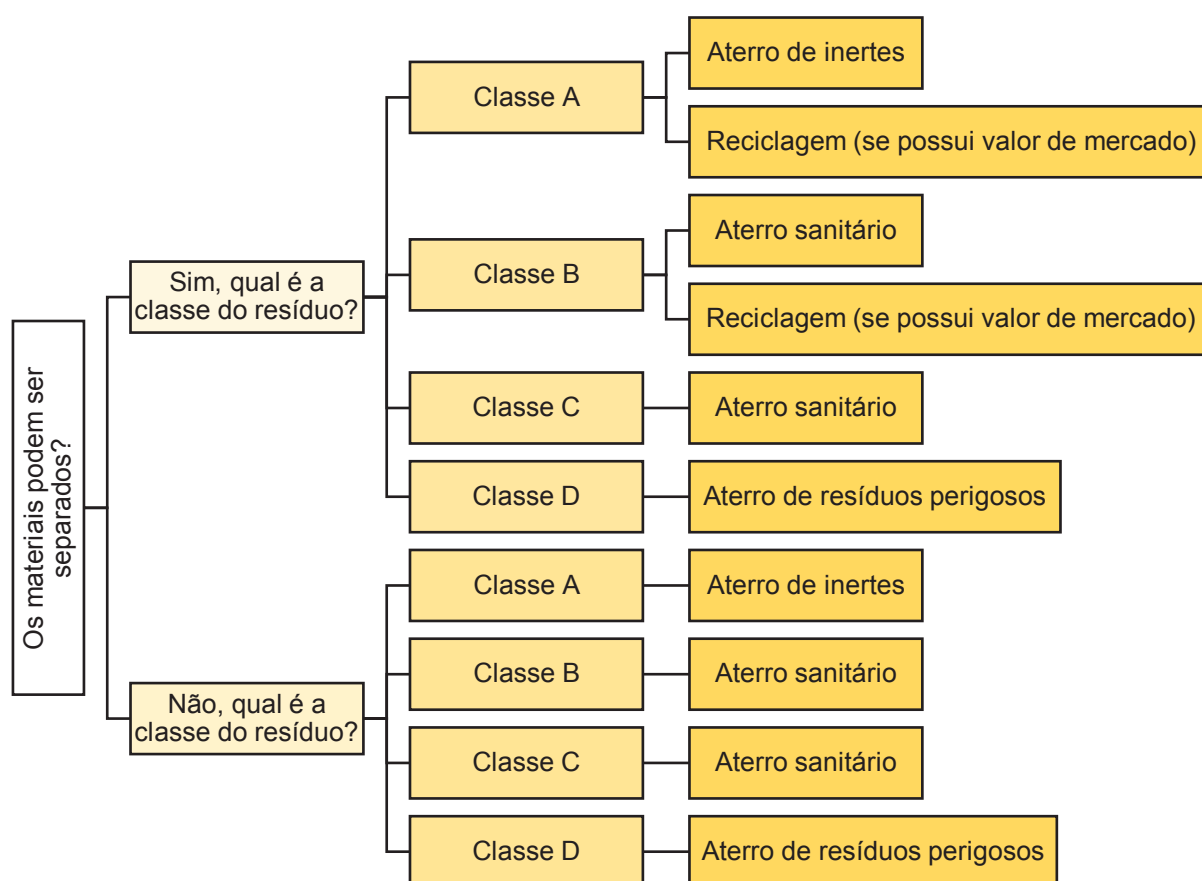 Os materiais podem ser
separados?
Sim, qual é a
classe do resíduo?
Classe A
Aterro de inertes
Reciclagem (se possui valor de mercado)
Classe B
Aterro sanitário
Reciclagem (se possui valor de mercado)
Classe C
Aterro sanitário
Classe D
Aterro de resíduos perigosos
Não, qual é a
classe do resíduo?
Classe A
Aterro de inertes
Classe B
Aterro sanitário
Classe C
Aterro sanitário
Classe D
Aterro de resíduos perigosos